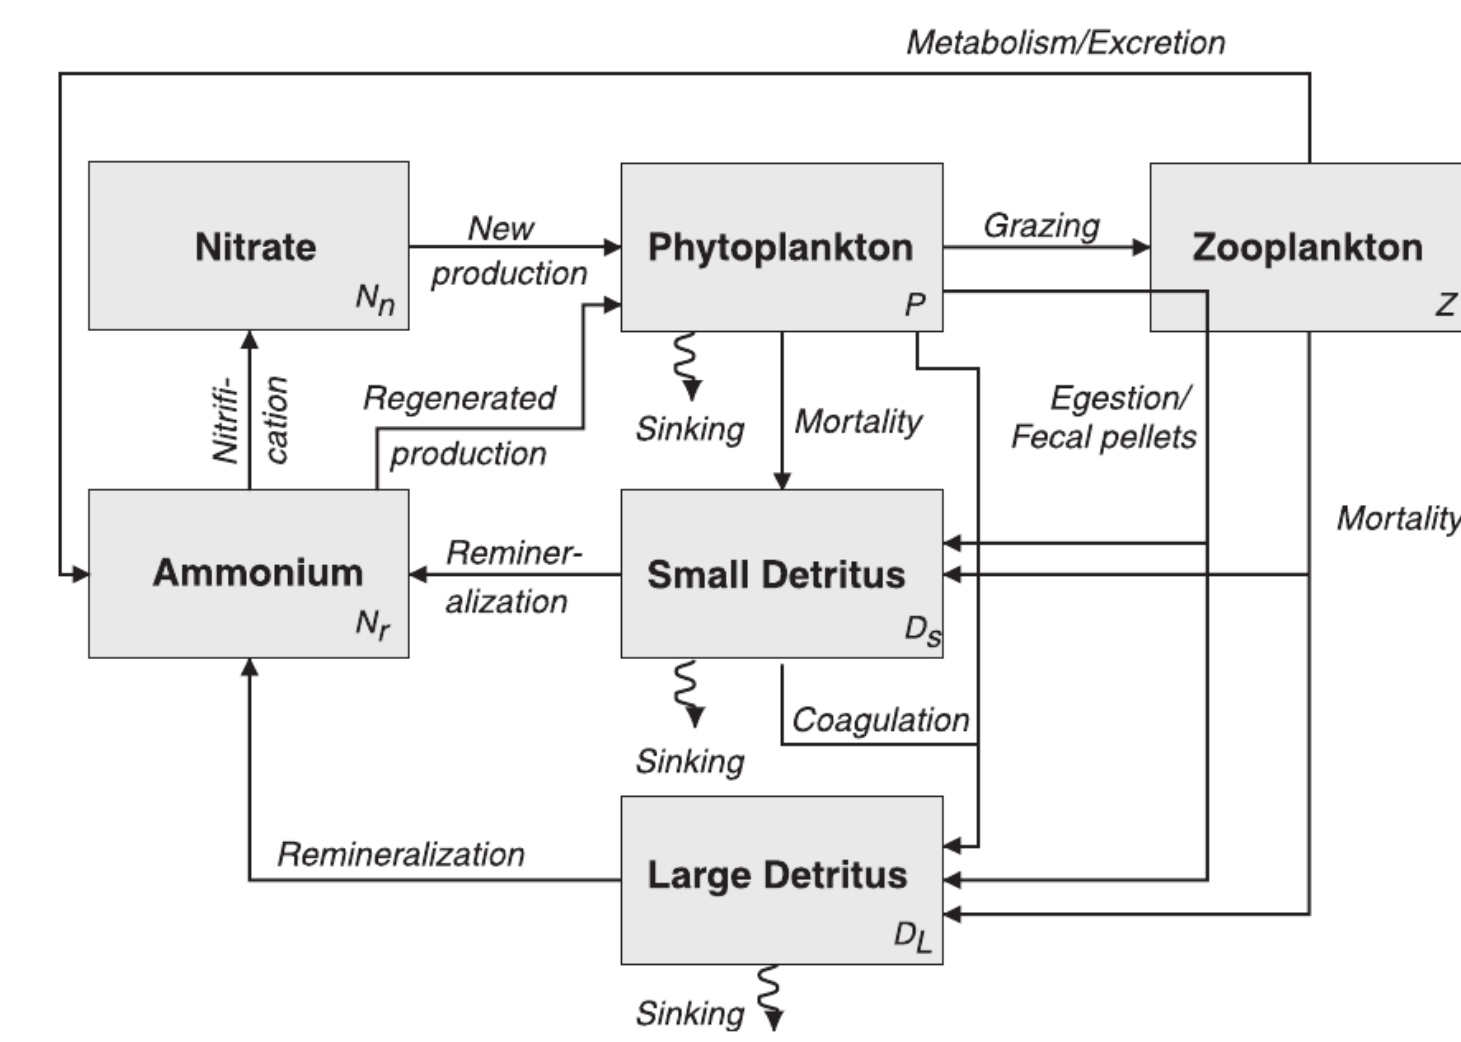 Metabolism/Excretion
Nitrate
Nn
New
production
Phytoplankton
P
Grazing
Zooplankton
Z
Nitrifi-
cation
Regenerated
production
Sinking
Mortality
Egestion/
Fecal pellets
Mortality
Ammonium
Nr
Reminer-
alization
Small Detritus
Ds
Coagulation
Sinking
Remineralization
Large Detritus
DL
Sinking